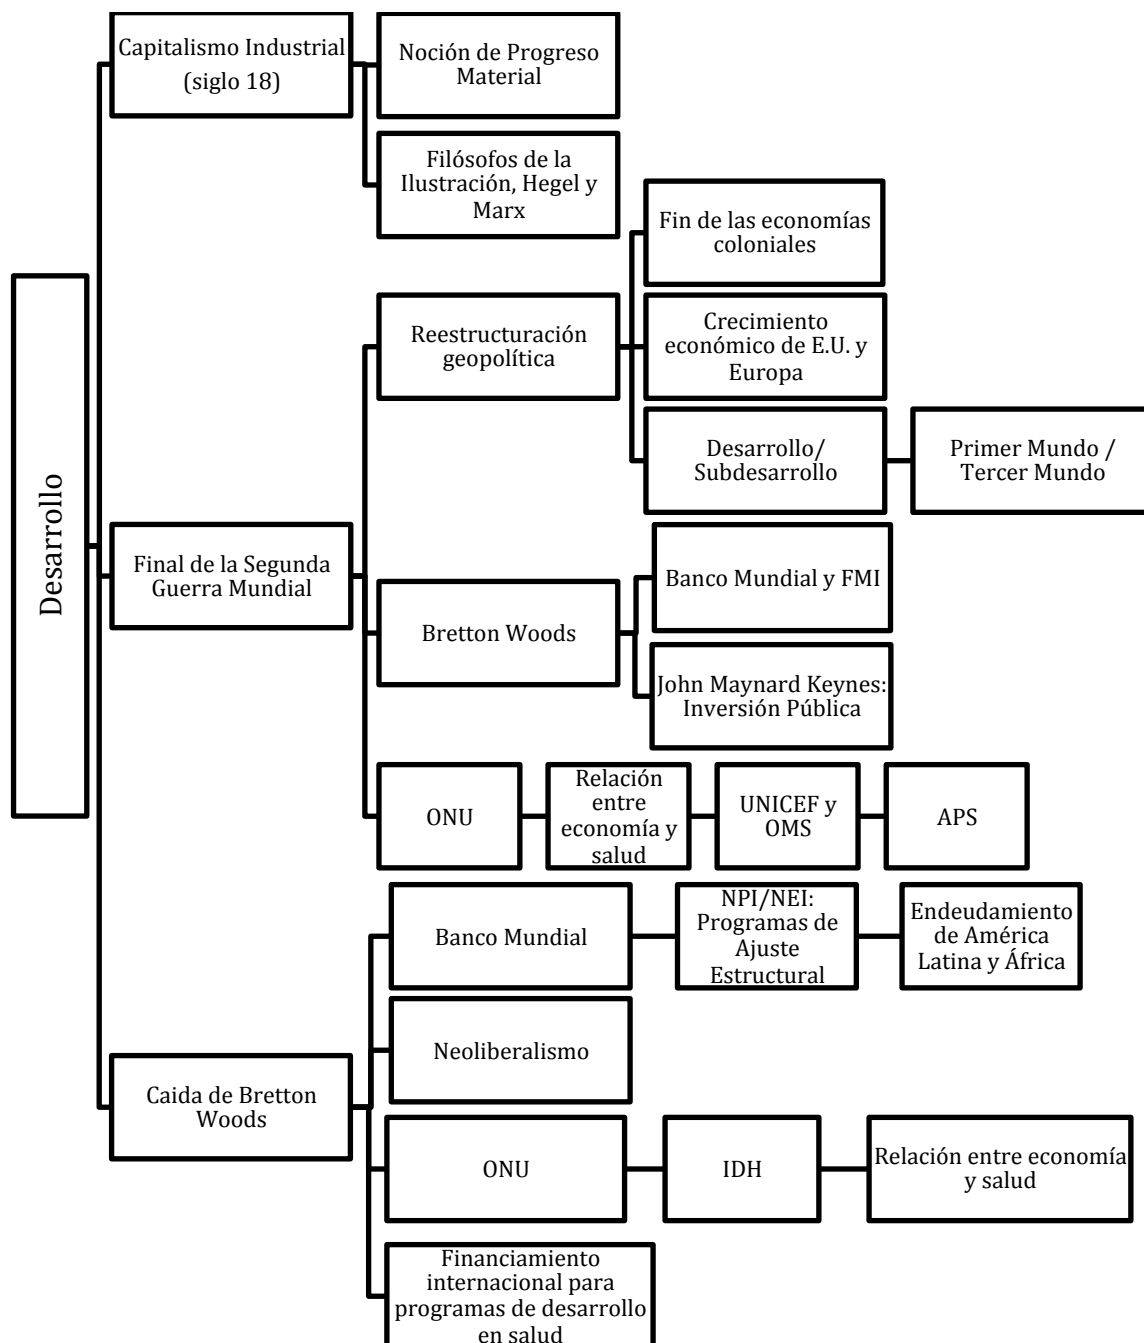 Desarrollo
Capitalismo Industrial
(siglo 18)
Noción de Progreso
Material
Filósofos de la
Ilustración, Hegel y
Marx
Final de la Segunda
Guerra Mundial
Reestructuración
geopolítica
Fin de las economías
coloniales
Crecimiento
económico de E.U. y
Europa
Desarrollo/
Subdesarrollo
Primer Mundo /
Tercer Mundo
Bretton Woods
Banco Mundial y FMI
John Maynard Keynes:
Inversión Pública
ONU
Relación
entre
economía y
salud
UNICEF y
OMS
APS
Caida de Bretton
Woods
Banco Mundial
NPI/NEI:
Programas de
Ajuste
Estructural
Endeudamiento
de América
Latina y África
Neoliberalismo
ONU
IDH
Relación entre economía
y salud
Financiamiento
internacional para
programas de desarrollo
en salud